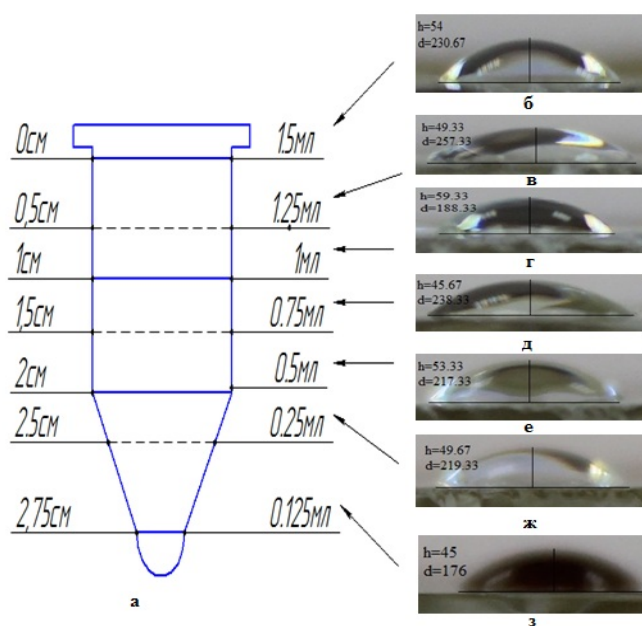 0см
1.5мл
0,5см
1.25мл
1см
1мл
1,5см
0.75мл
2см
0.5мл
2.5см
0.25мл
2,75см
0.125мл
а
h=54
d=230.67
б
h=49.33
d=257.33
в
h=59.33
d=188.33
г
h=45.67
d=238.33
д
h=53.33
d=217.33
е
h=49.67
d=219.33
ж
h=45
d=176
з